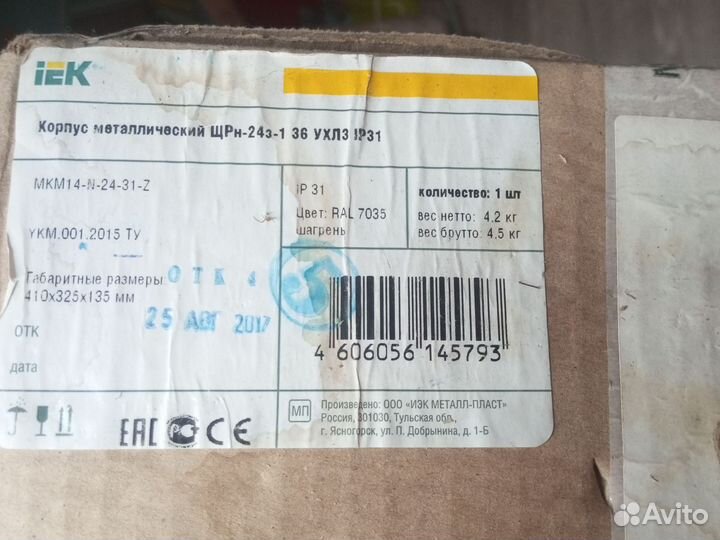 iEK
Корпус металлический ЩРн-24з-1 36 УХЛ3 IP31
MKM14-N-24-31-Z
YKM.001.2015 ТУ
Габаритные размеры
410x325x135 мм
ОТК
дата
ОТК 4
25 АВГ 2017
5
IP 31
Цвет: RAL 7035
шагрень
количество: 1 шт
вес нетто: 4.2 кг
вес брутто: 4.5 кг
4 606056 145793
EAC РСТ CE
МП
Произведено: ООО «ИЭК МЕТАЛЛ-ПЛАСТ»
Россия, 301030, Тульская обл.,
г. Ясногорск, ул. П. Добрынина, д. 1-Б
Avito